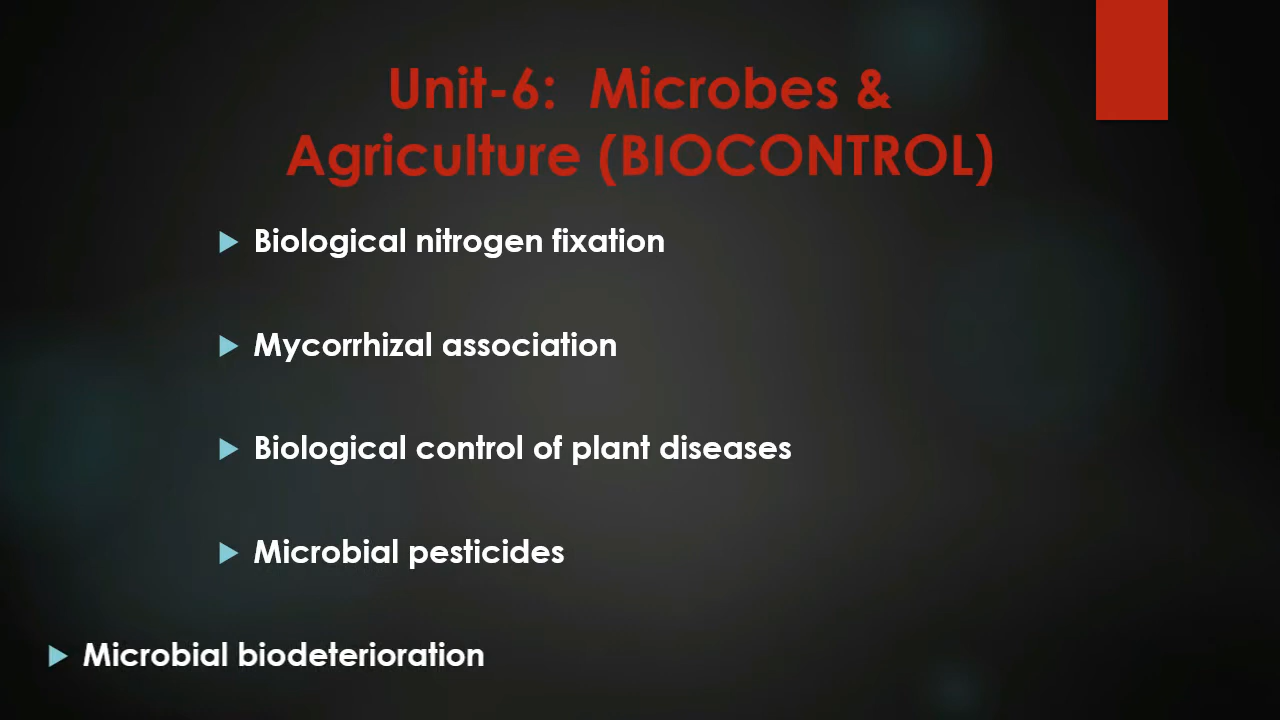 Unit-6: Microbes &
Agriculture (BIOCONTROL)
Biological nitrogen fixation
Mycorrhizal association
Biological control of plant diseases
Microbial pesticides
Microbial biodeterioration